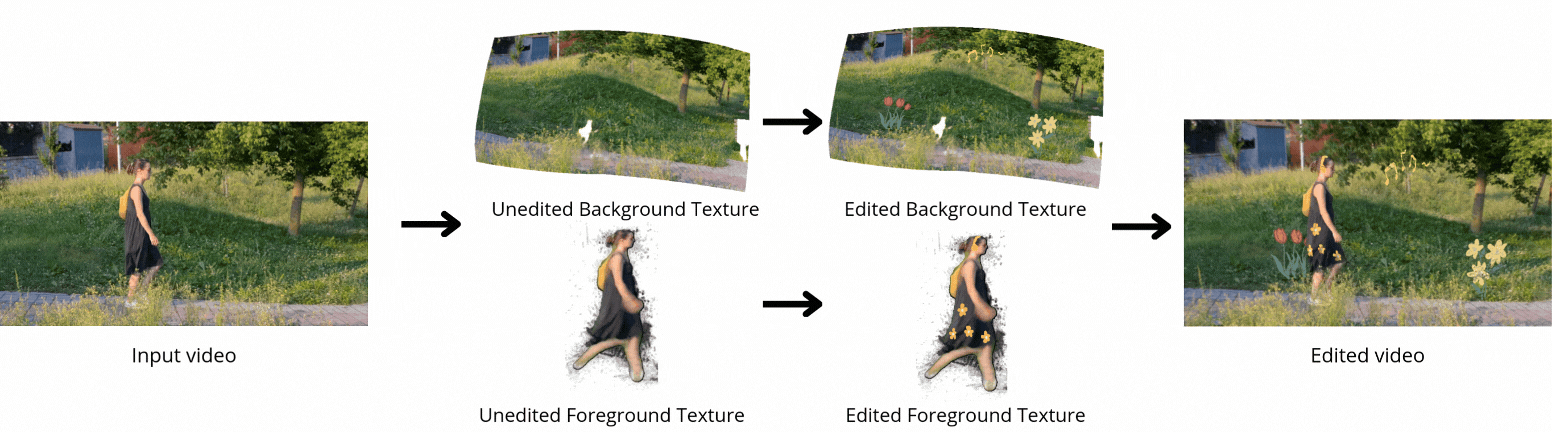 Unedited Background Texture
Edited Background Texture
Input video
Edited video
Unedited Foreground Texture
Edited Foreground Texture